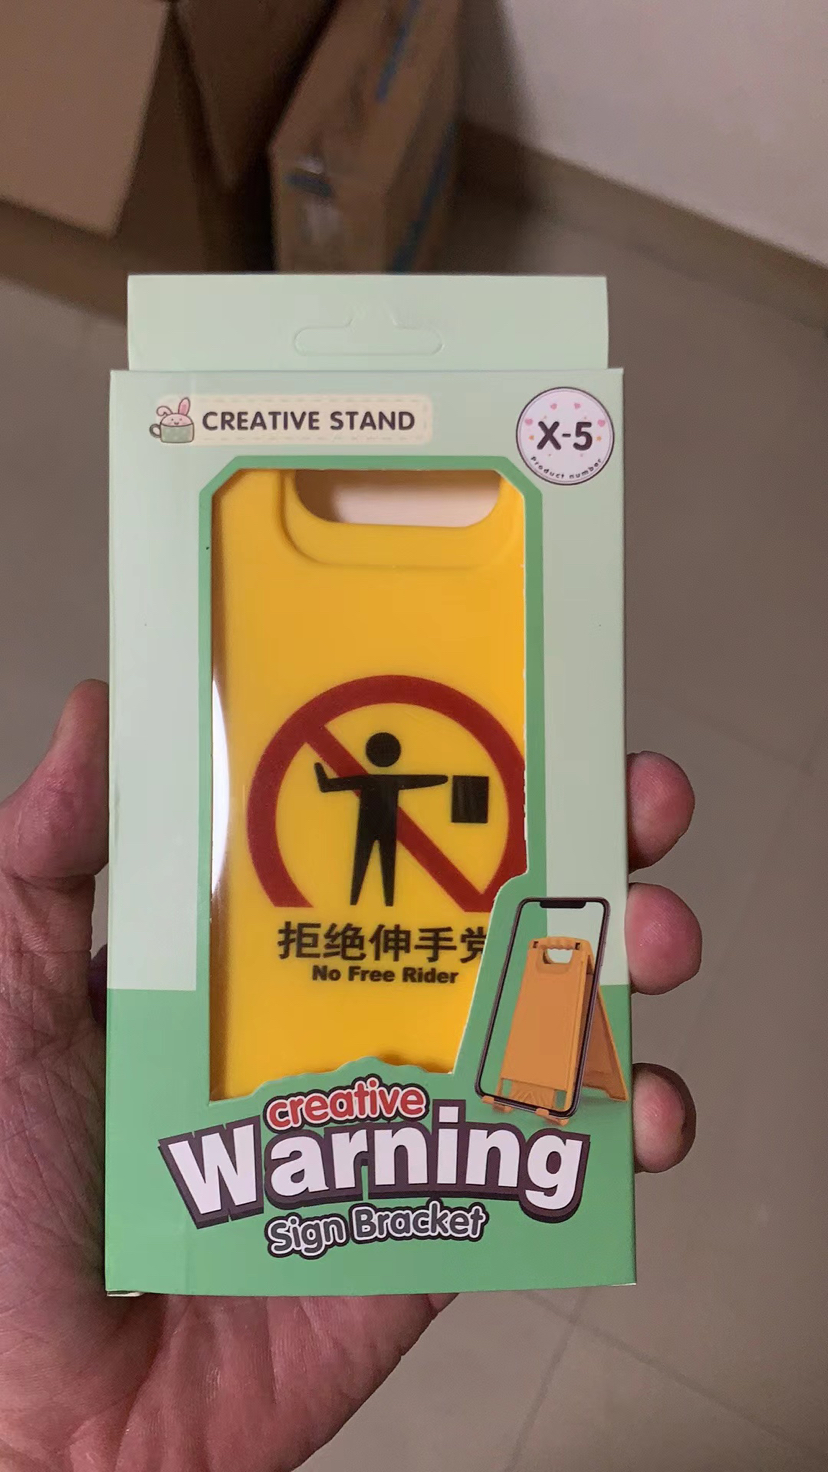 CREATIVE STAND
X-5
Product number
拒绝伸手党
No Free Rider
creative
Warning
Sign Bracket